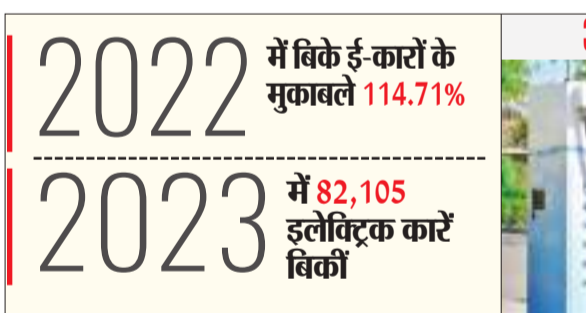 2022 में बिके ई-कारों के
मुकाबले 114.71%
2023 में 82,105
इलेक्ट्रिक कारें
बिकीं